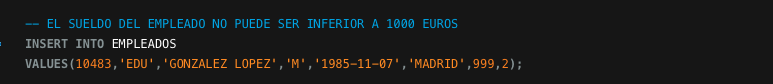 -- EL SUELDO DEL EMPLEADO NO PUEDE SER INFERIOR A 1000 EUROS
INSERT INTO EMPLEADOS
VALUES(10483,'EDU','GONZALEZ LOPEZ','M','1985-11-07','MADRID',999,2);